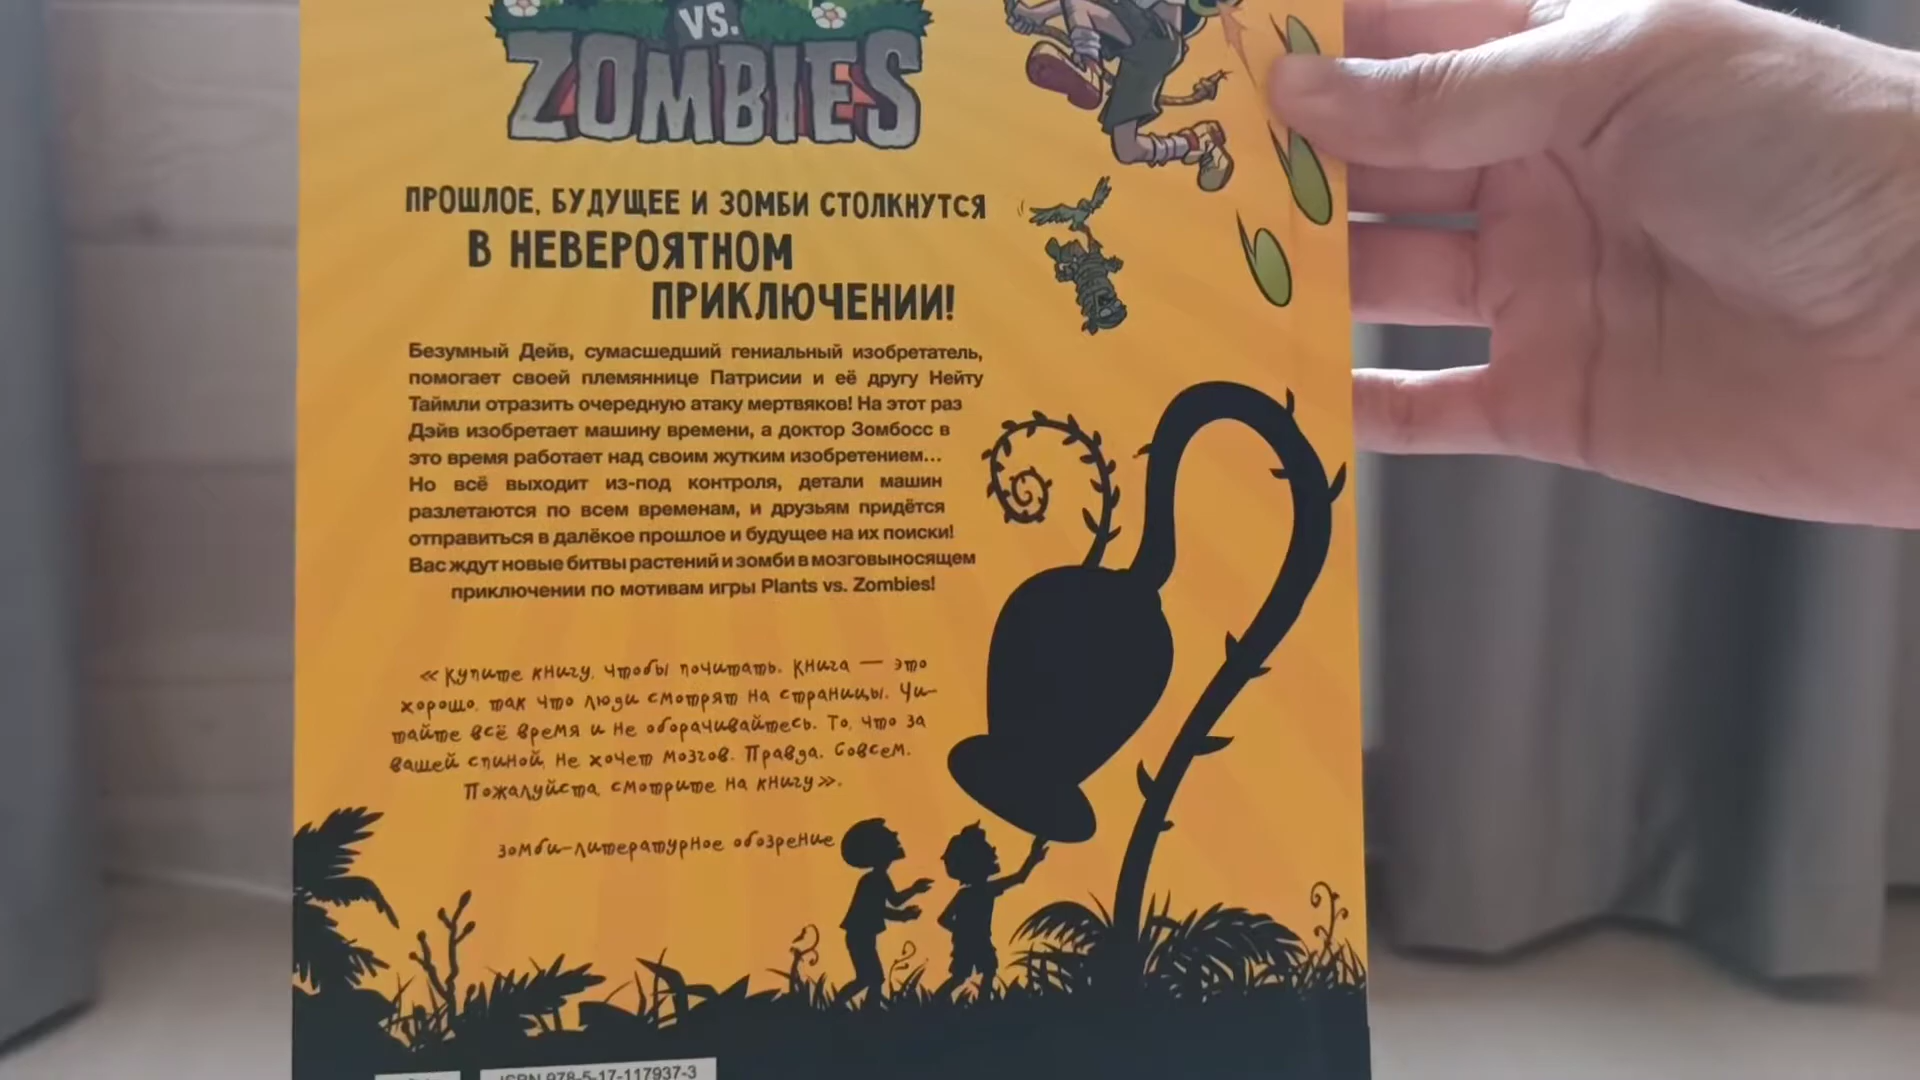 VS.
ZOMBIES
ПРОШЛОЕ, БУДУЩЕЕ И ЗОМБИ СТОЛКНУТСЯ
В НЕВЕРОЯТНОМ
ПРИКЛЮЧЕНИИ!
Безумный Дейв, сумасшедший гениальный изобретатель,
помогает своей племяннице Патрисии и её другу Нейту
Таймли отразить очередную атаку мертвяков! На этот раз
Дэйв изобретает машину времени, а доктор Зомбосс в
это время работает над своим жутким изобретением...
Но всё выходит из-под контроля, детали машин
разлетаются по всем временам, и друзьям придётся
отправиться в далёкое прошлое и будущее на их поиски!
Вас ждут новые битвы растений и зомби в мозговыносящем
приключении по мотивам игры Plants vs. Zombies!
«Купите книгу, чтобы почитать. Книга — это
хорошо, так что люди смотрят на страницы. Чи-
тайте всё время и не оборачивайтесь. То, что за
вашей спиной, не хочет мозгов. Правда. Совсем.
Пожалуйста, смотрите на книгу».
зомби-литературное обозрение
ISBN 978-5-17-117937-3